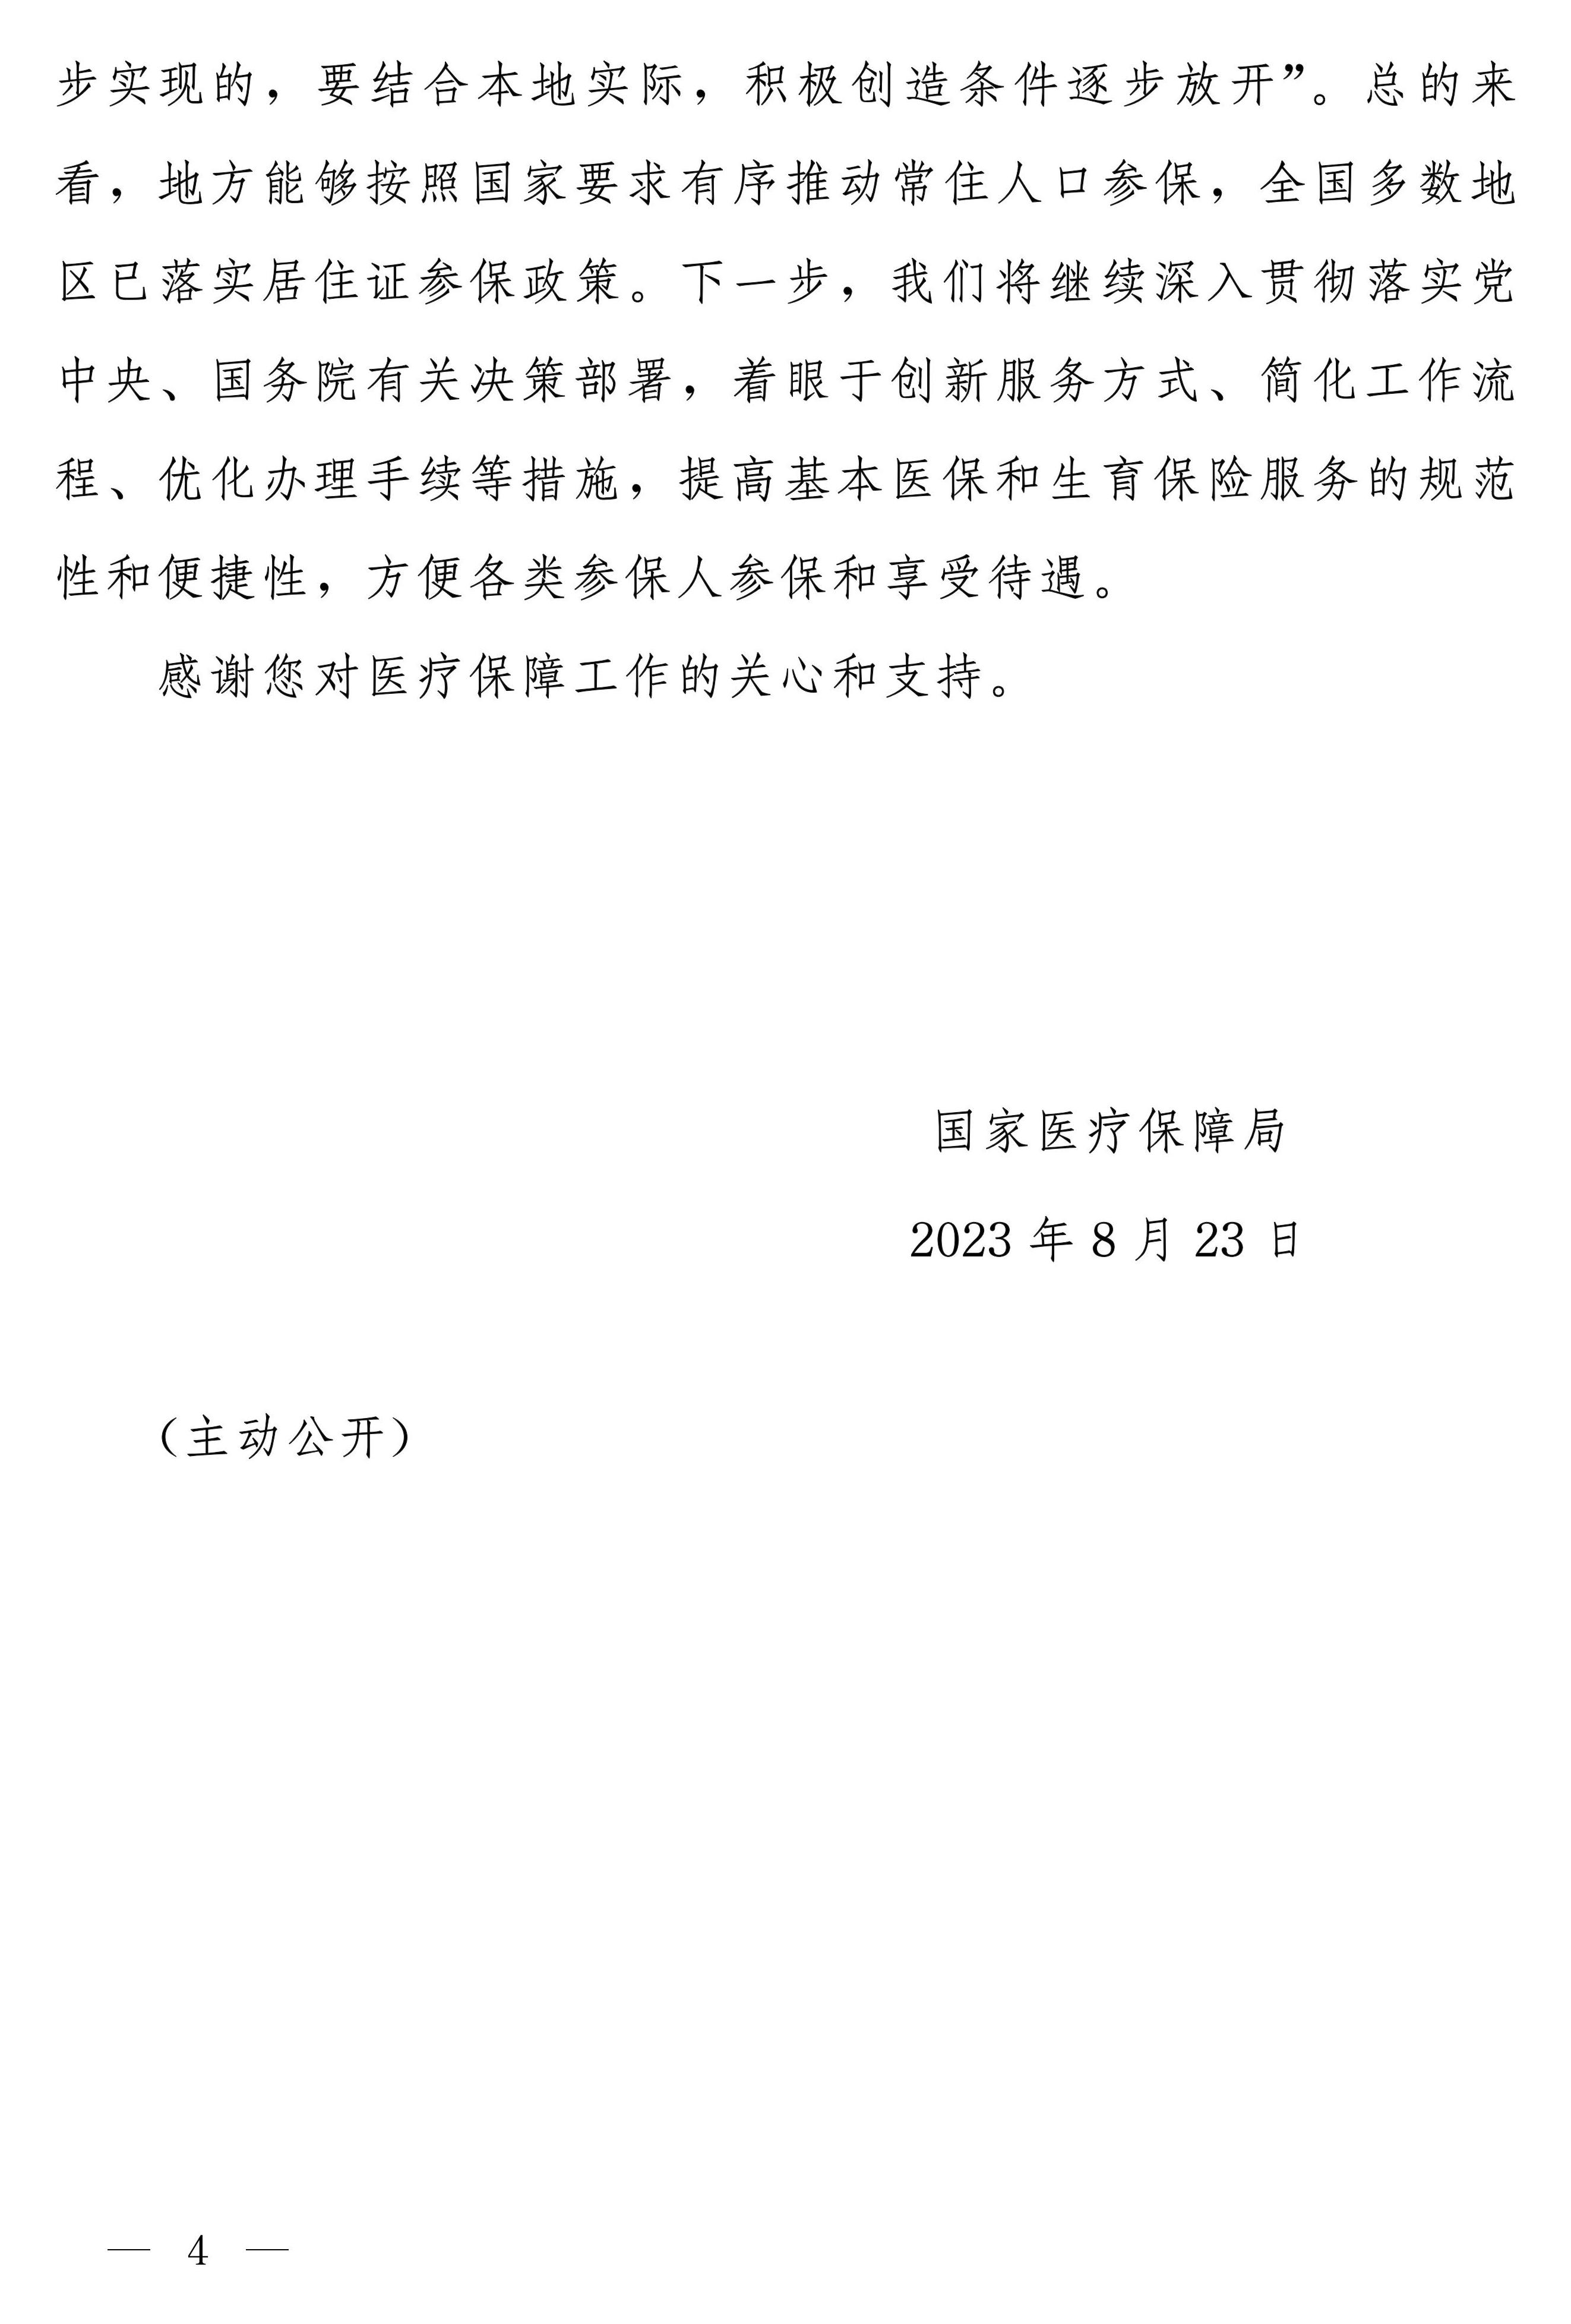 步实现的，要结合本地实际，积极创造条件逐步放开”。总的来
看，地方能够按照国家要求有序推动常住人口参保，全国多数地
区已落实居住证参保政策。下一步，我们将继续深入贯彻落实党
中央、国务院有关决策部署，着眼于创新服务方式、简化工作流
程、优化办理手续等措施，提高基本医保和生育保险服务的规范
性和便捷性，方便各类参保人参保和享受待遇。
感谢您对医疗保障工作的关心和支持。
国家医疗保障局
2023 年 8 月 23 日
（主动公开）
— 4 —